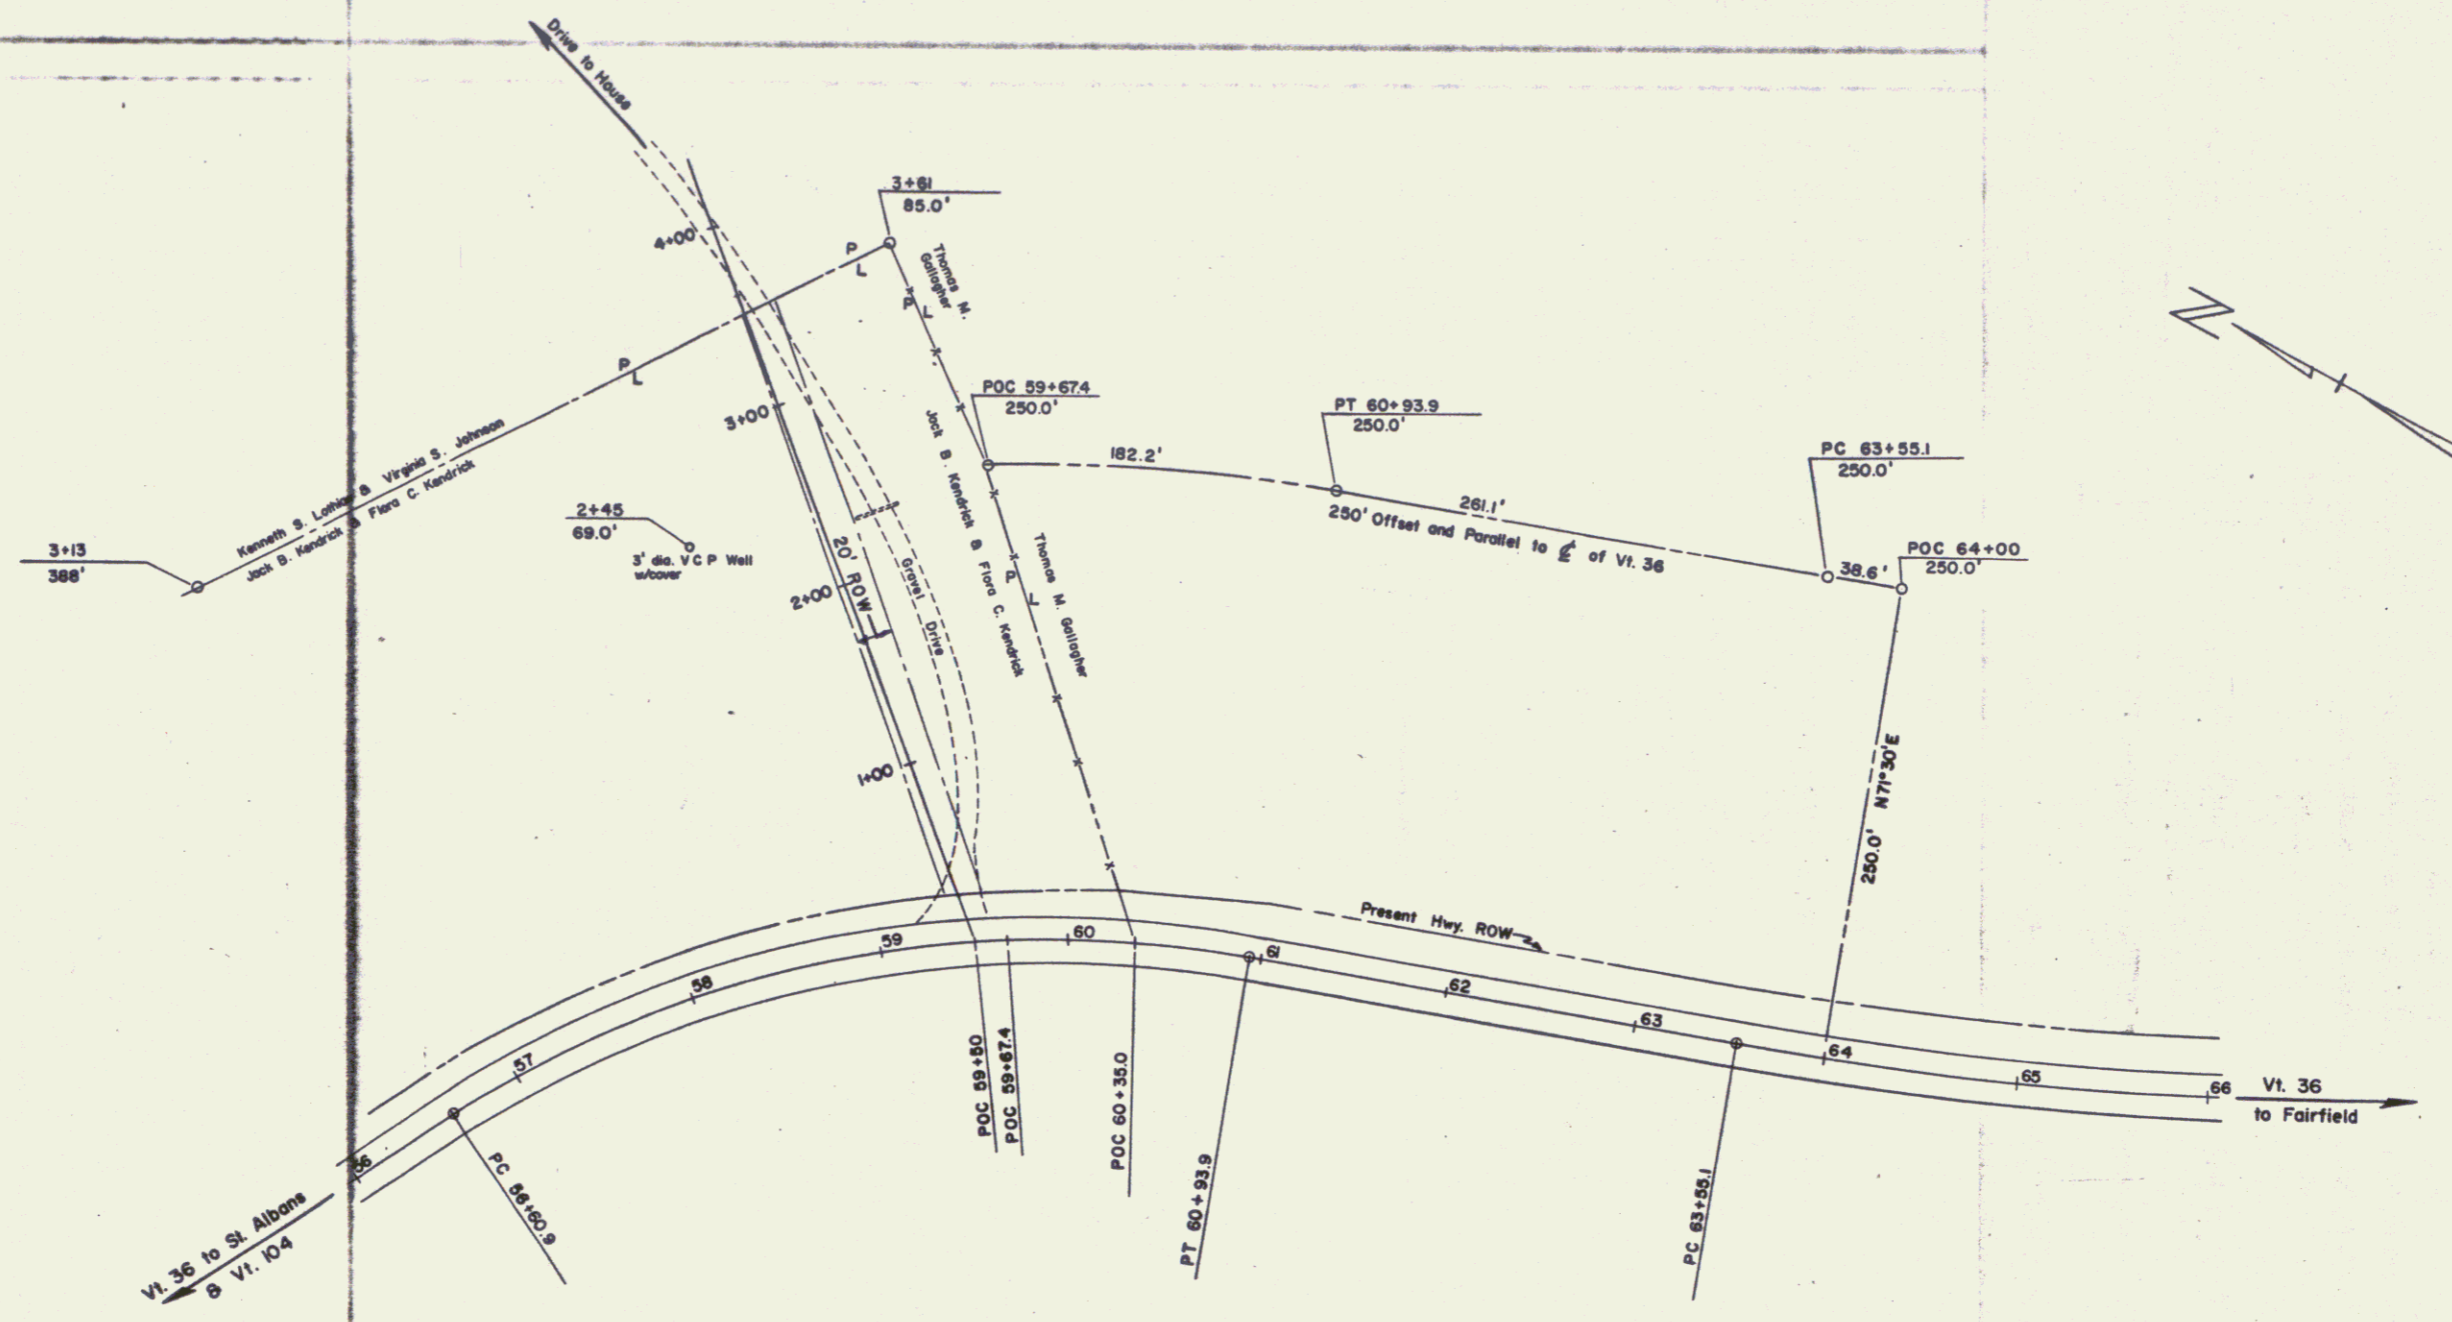 Drive to House
3+61
85.0'
4+00
P
L
Thomas M.
Gallagher
P
L
P
L
3+00
POC 59+67.4
250.0'
182.2'
PT 60+93.9
250.0'
261.1'
250' Offset and Parallel to ℄ of Vt. 36
PC 63+55.1
250.0'
38.6'
POC 64+00
250.0'
N
Kenneth S. Lothian & Virginia S. Johnson
Jack B. Kendrick & Flora C. Kendrick
3+13
388'
2+45
69.0'
3' dia. V C P Well
w/cover
20' ROW
2+00
Gravel Drive
Jack B. Kendrick & Flora C. Kendrick
Thomas M. Gallagher
P
L
1+00
250.0' N71°30'E
Present Hwy. ROW
56
57
58
59
60
61
62
63
64
65
66
Vt. 36
to Fairfield
Vt. 36 to St. Albans
& Vt. 104
PC 56+60.9
POC 59+50
POC 59+67.4
POC 60+35.0
PT 60+93.9
PC 63+55.1